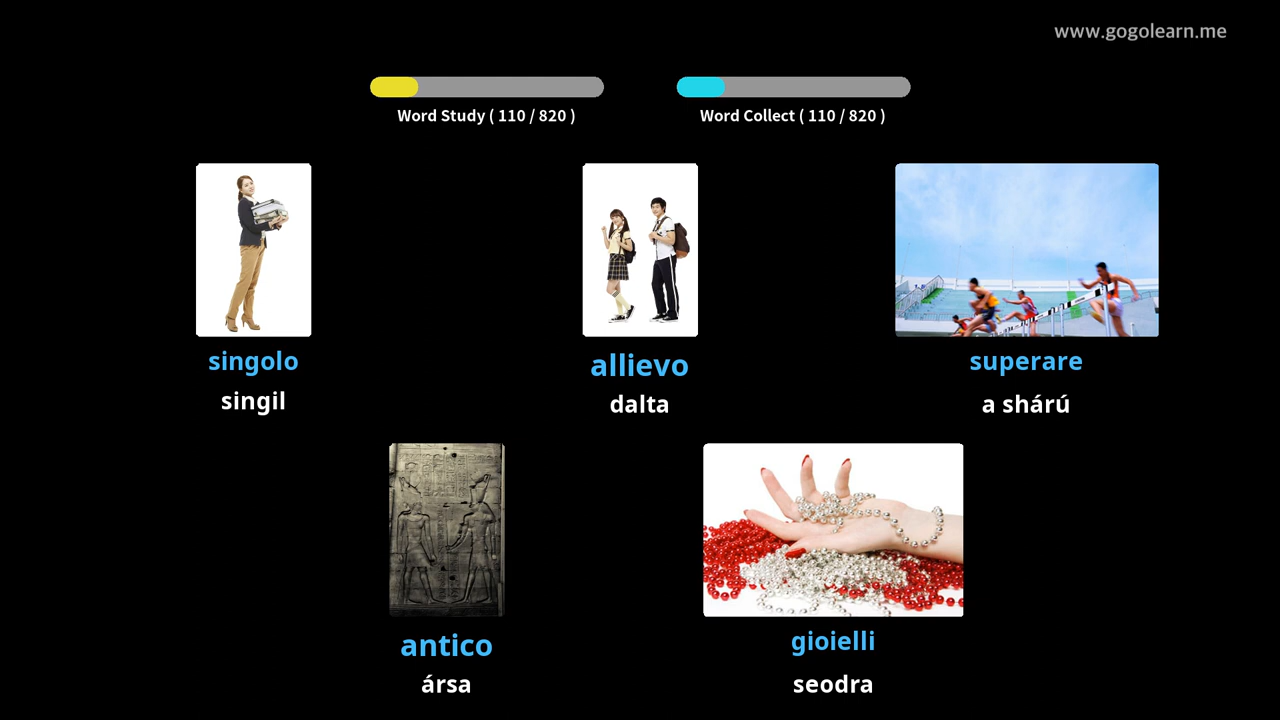 www.gogolearn.me
Word Study ( 110 / 820 )
Word Collect ( 110 / 820 )
singolo
singil
allievo
dalta
superare
a shárú
antico
ársa
gioielli
seodra